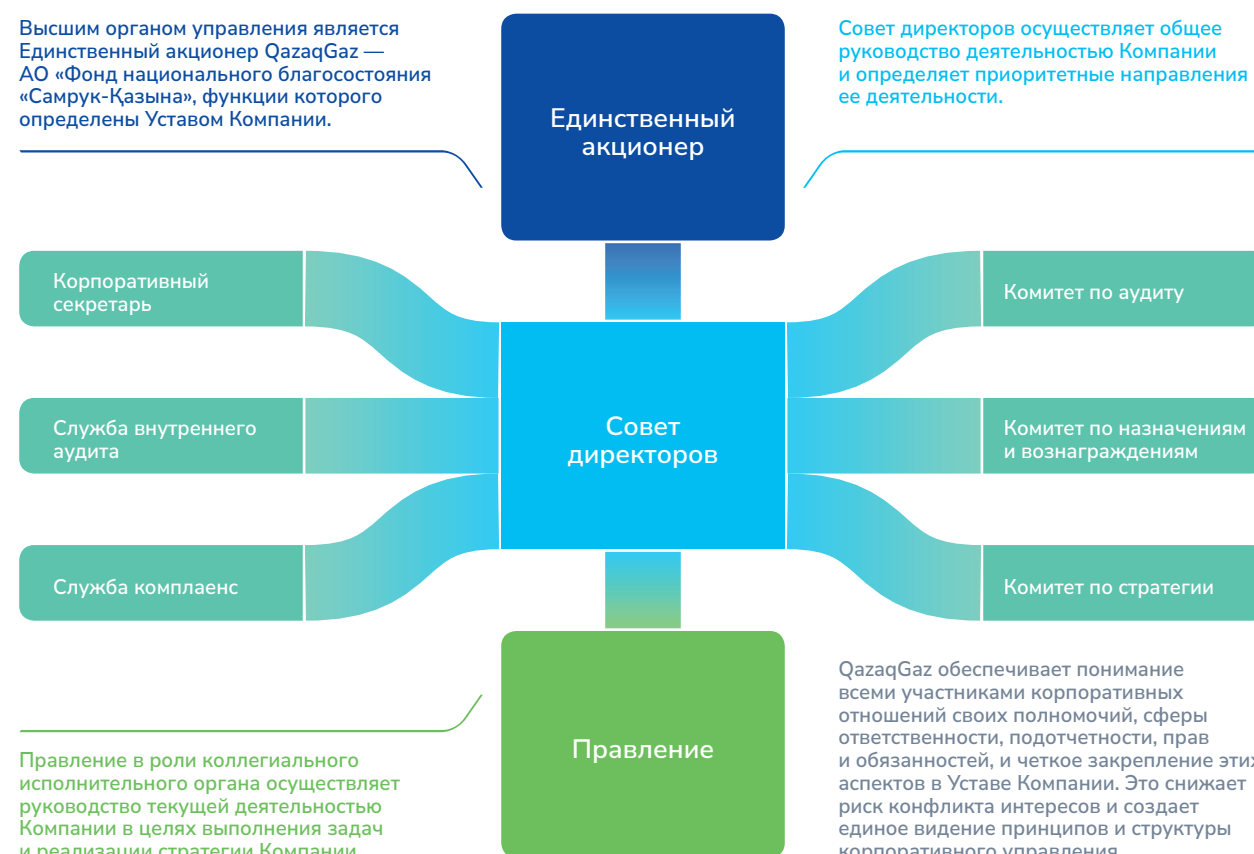 Высшим органом управления является
Единственный акционер QazaqGaz —
АО «Фонд национального благосостояния
«Самрук-Қазына», функции которого
определены Уставом Компании.
Единственный
акционер
Совет директоров осуществляет общее
руководство деятельностью Компании
и определяет приоритетные направления
ее деятельности.
Корпоративный
секретарь
Служба внутреннего
аудита
Служба комплаенс
Совет
директоров
Комитет по аудиту
Комитет по назначениям
и вознаграждениям
Комитет по стратегии
Правление в роли коллегиального
исполнительного органа осуществляет
руководство текущей деятельностью
Компании в целях выполнения задач
и реализации стратегии Компании
Правление
QazaqGaz обеспечивает понимание
всеми участниками корпоративных
отношений своих полномочий, сферы
ответственности, подотчетности, прав
и обязанностей, и четкое закрепление этих
аспектов в Уставе Компании. Это снижает
риск конфликта интересов и создает
единое видение принципов и структуры
корпоративного управления